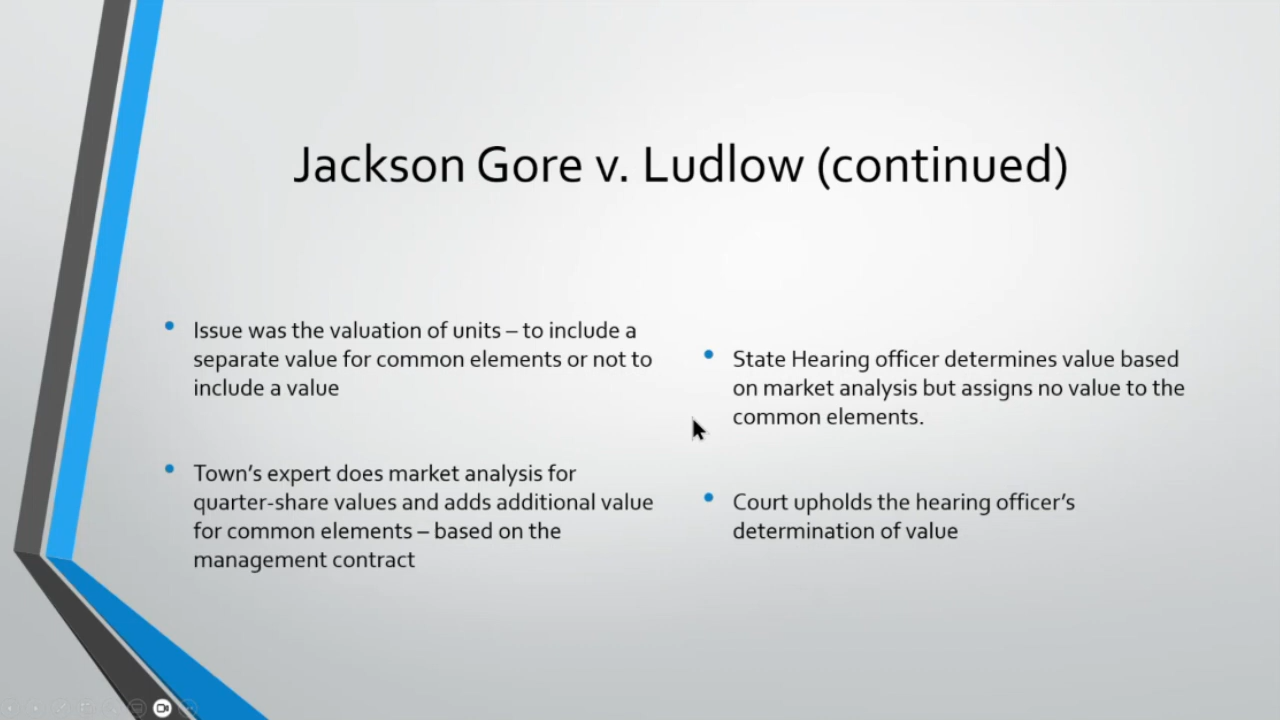 Jackson Gore v. Ludlow (continued)
• Issue was the valuation of units – to include a
separate value for common elements or not to
include a value
• Town’s expert does market analysis for
quarter-share values and adds additional value
for common elements – based on the
management contract
• State Hearing officer determines value based
on market analysis but assigns no value to the
common elements.
• Court upholds the hearing officer’s
determination of value